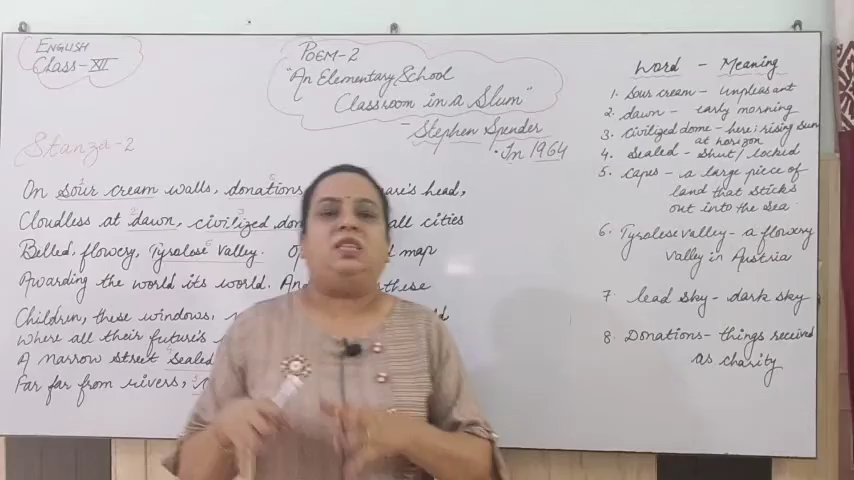 ENGLISH
Class-XII
POEM-2
"An Elementary School
Classroom in a Slum"
- Stephen Spender
. In 1964
Stanza-2
On sour cream walls, donations head,
Cloudless at dawn, civilized all cities
Belled, flowery, Tyrolese valley. map
Awarding the world its world. these
Children, these windows,
where all their future's
A narrow street sealed
Far far from rivers,
Word - Meaning
1. Sour cream - unpleasant
2. dawn - early morning
3. Civilized dome - here: rising sun
at horizon
4. Sealed - shut/locked
5. Capes - a large piece of
land that sticks
out into the sea
6. Tyrolese valley - a flowery
valley in Austria
7. lead sky - dark sky
8. Donations - things received
as charity